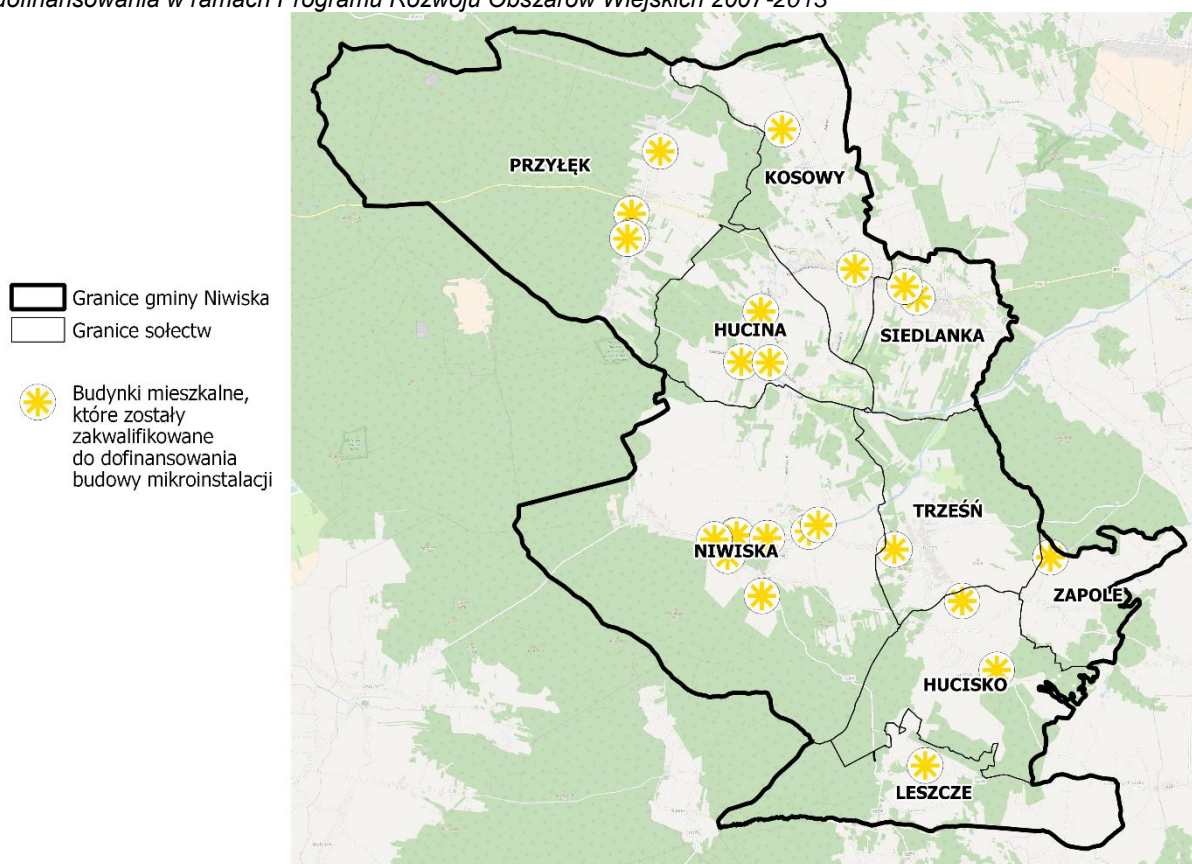 dofinansowania w ramach Programu Rozwoju Obszarów Wiejskich 2007-2013
PRZYŁĘK
KOSOWY
HUCINA
SIEDLANKA
Granice gminy Niwiska
Granice sołectw
Budynki mieszkalne,
które zostały
zakwalifikowane
do dofinansowania
budowy mikroinstalacji
TRZEŚŃ
NIWISKA
ZAPOLE
HUCISKO
LESZCZE